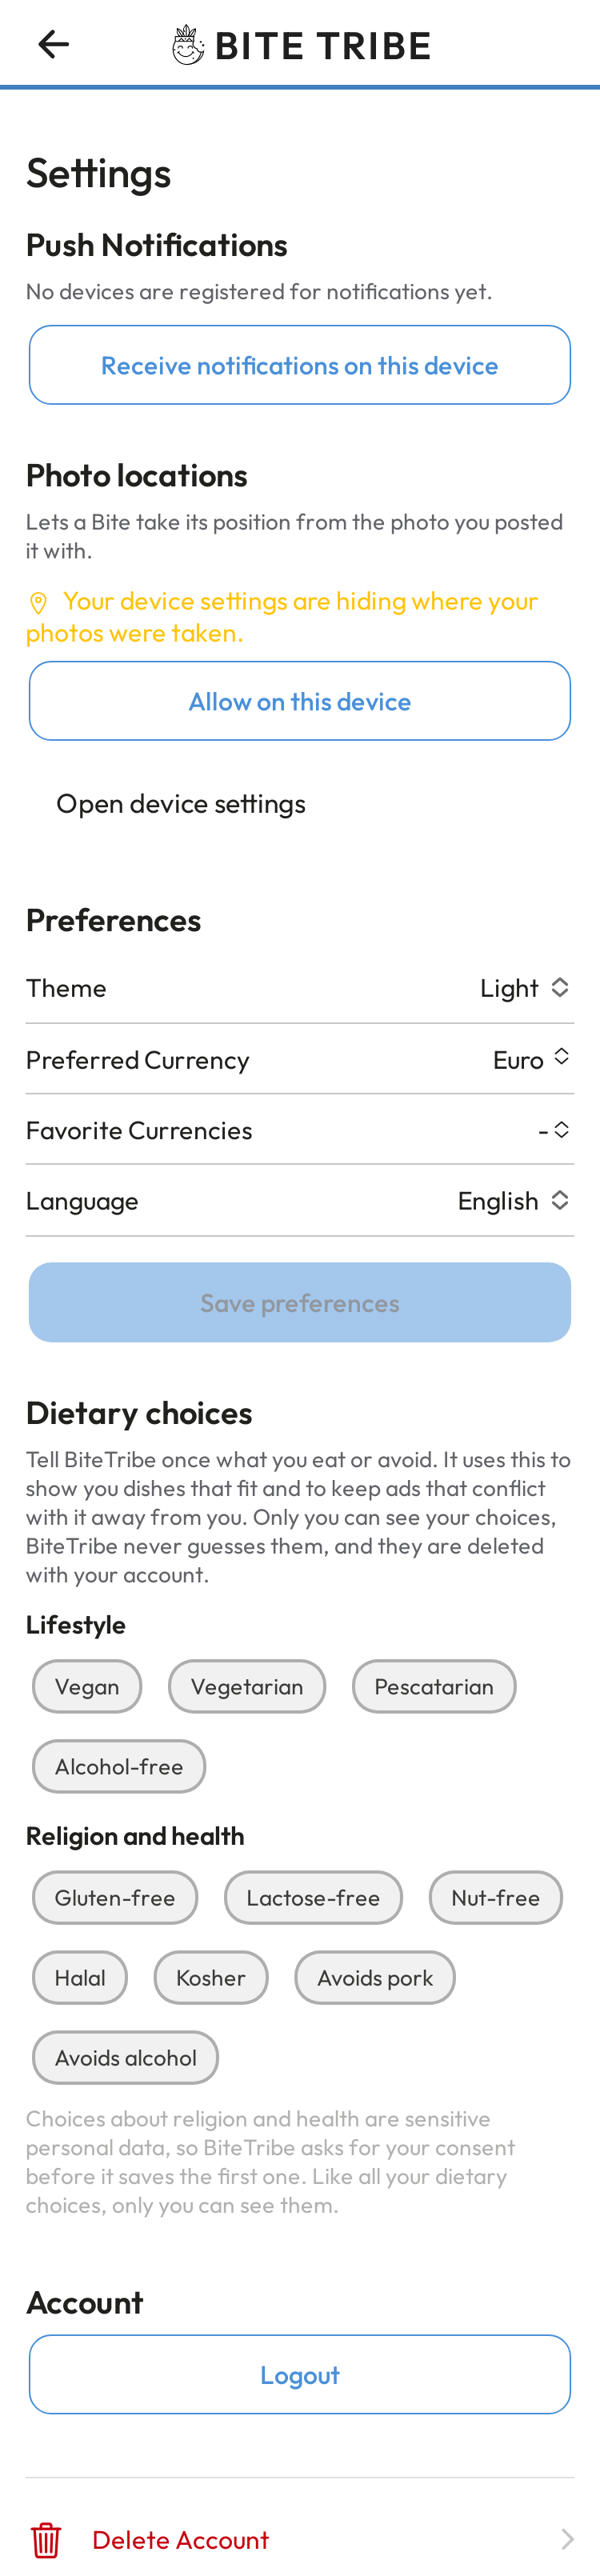 BITE TRIBE
Settings
Push Notifications
No devices are registered for notifications yet.
Receive notifications on this device
Photo locations
Lets a Bite take its position from the photo you posted
it with.
Your device settings are hiding where your
photos were taken.
Allow on this device
Open device settings
Preferences
Theme Light
Preferred Currency Euro
Favorite Currencies -
Language English
Save preferences
Dietary choices
Tell BiteTribe once what you eat or avoid. It uses this to
show you dishes that fit and to keep ads that conflict
with it away from you. Only you can see your choices,
BiteTribe never guesses them, and they are deleted
with your account.
Lifestyle
Vegan Vegetarian Pescatarian
Alcohol-free
Religion and health
Gluten-free Lactose-free Nut-free
Halal Kosher Avoids pork
Avoids alcohol
Choices about religion and health are sensitive
personal data, so BiteTribe asks for your consent
before it saves the first one. Like all your dietary
choices, only you can see them.
Account
Logout
Delete Account